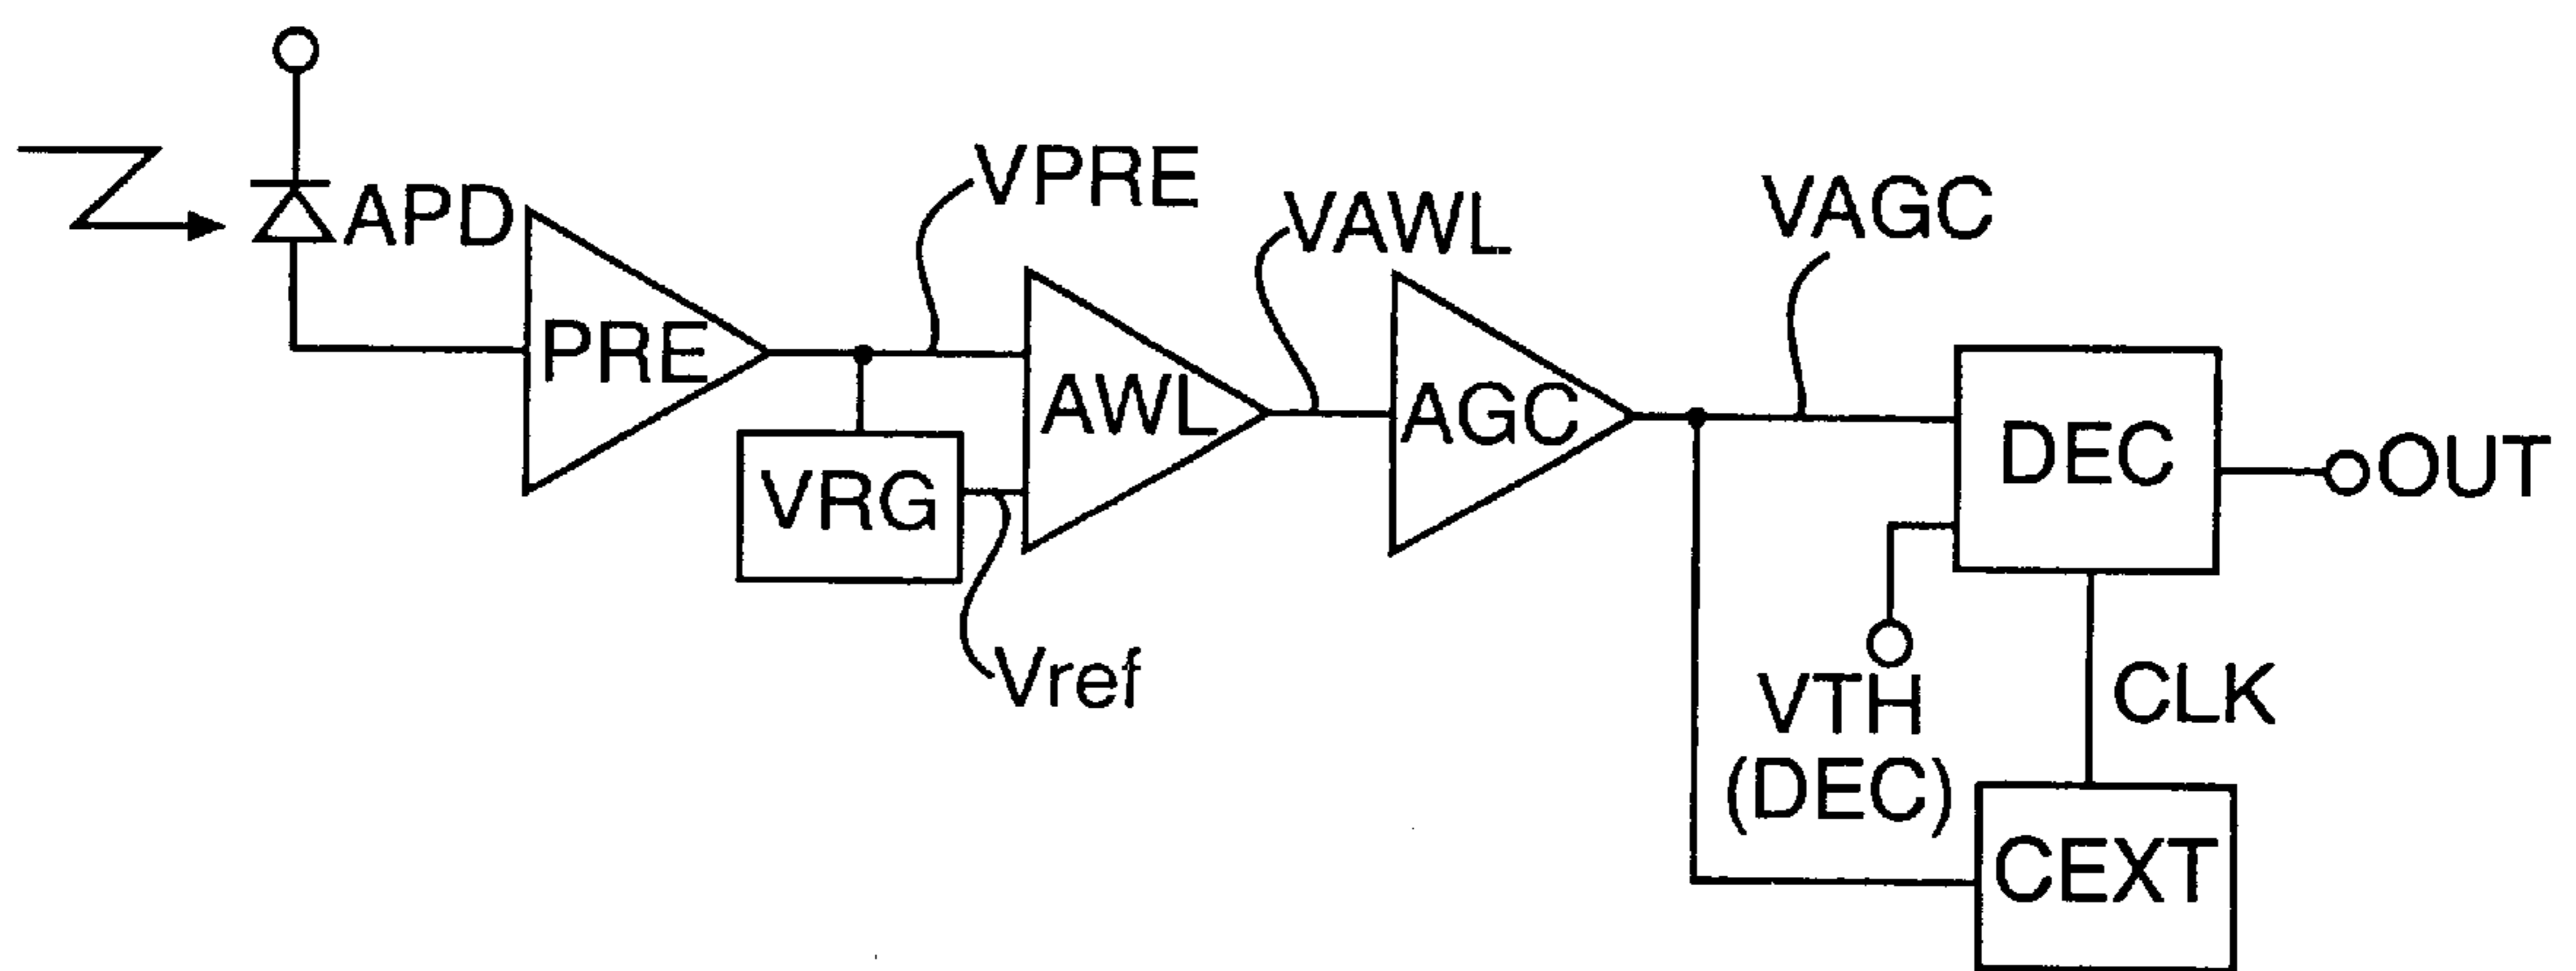 APD
PRE
VPRE
VRG
Vref
AWL
VAWL
AGC
VAGC
DEC
OUT
VTH
(DEC)
CLK
CEXT